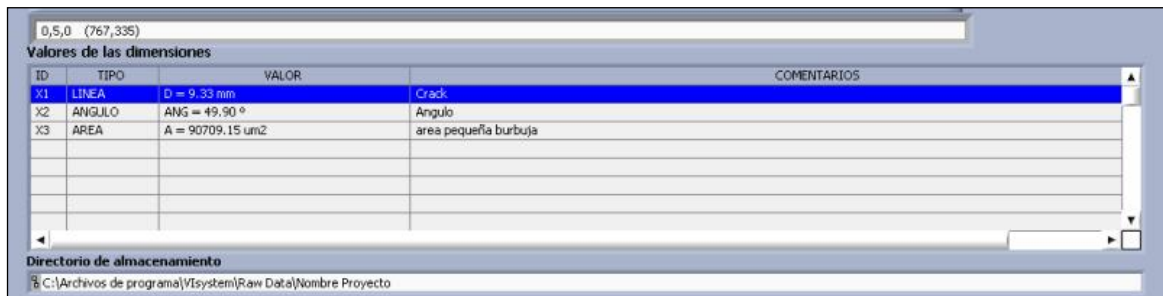 0,5,0 (767,335)
Valores de las dimensiones
ID TIPO VALOR COMENTARIOS
X1 LINEA D = 9.33 mm Crack
X2 ANGULO ANG = 49.90 º Angulo
X3 AREA A = 90709.15 um2 area pequeña burbuja
Directorio de almacenamiento
C:\Archivos de programa\VIsystem\Raw Data\Nombre Proyecto